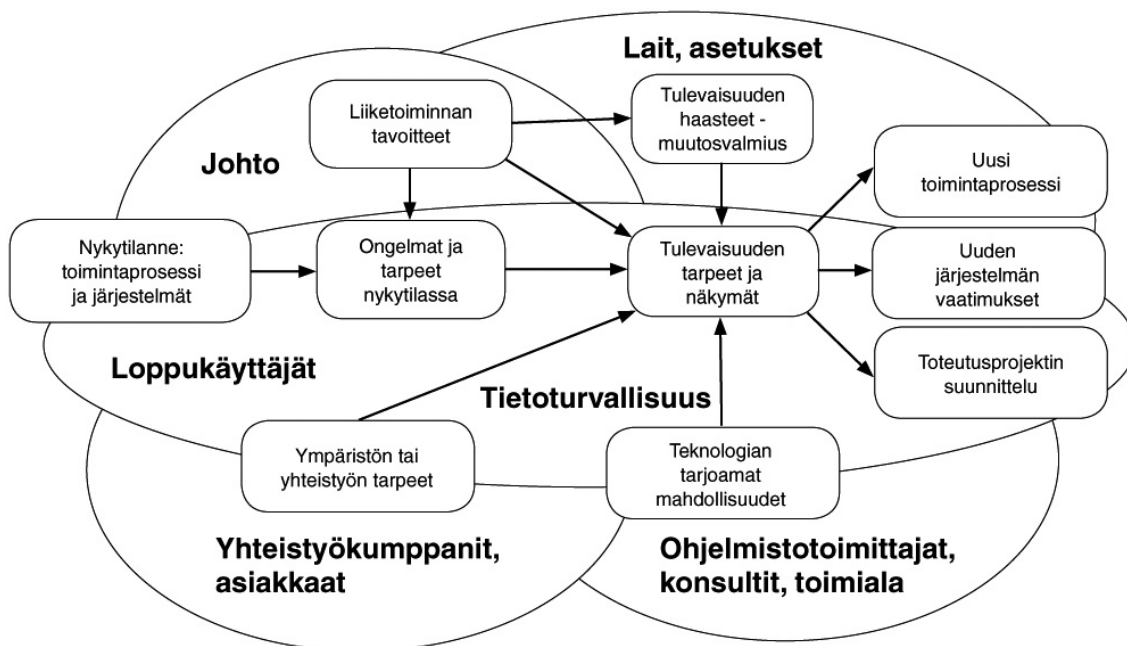 Lait, asetukset
Liiketoiminnan
tavoitteet
Tulevaisuuden
haasteet -
muutosvalmius
Johto
Uusi
toimintaprosessi
Nykytilanne:
toimintaprosessi
ja järjestelmät
Ongelmat ja
tarpeet
nykytilassa
Tulevaisuuden
tarpeet ja
näkymät
Uuden
järjestelmän
vaatimukset
Loppukäyttäjät
Toteutusprojektin
suunnittelu
Tietoturvallisuus
Ympäristön tai
yhteistyön tarpeet
Teknologian
tarjoamat
mahdollisuudet
Yhteistyökumppanit,
asiakkaat
Ohjelmistotoimittajat,
konsultit, toimiala